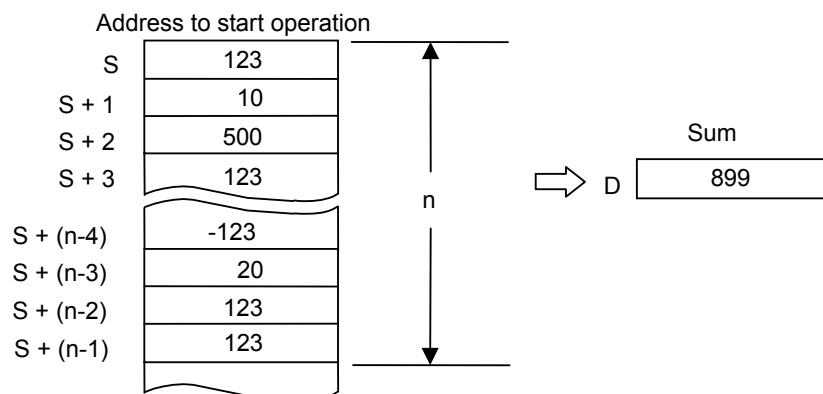 Address to start operation
S 123
S + 1 10
S + 2 500
S + 3 123
S + (n-4) -123
S + (n-3) 20
S + (n-2) 123
S + (n-1) 123
n
Sum
D 899